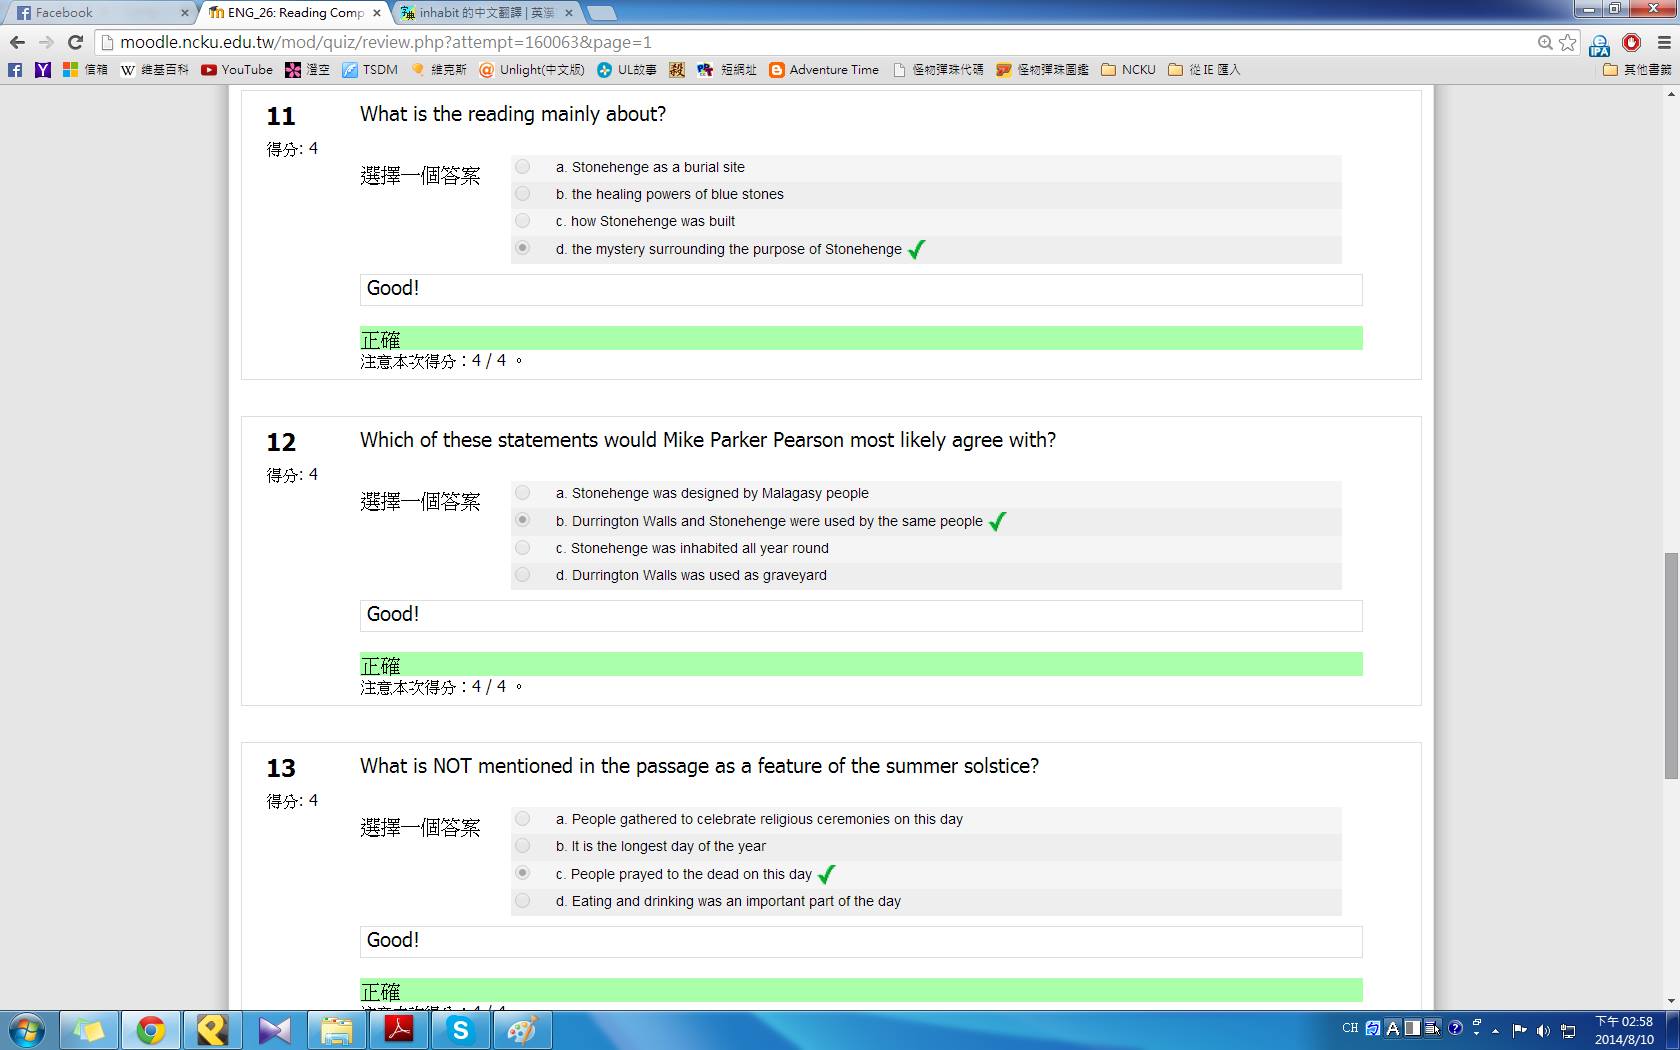 Facebook
ENG_26: Reading Comp
inhabit 的中文翻譯 | 英漢
moodle.ncku.edu.tw/mod/quiz/review.php?attempt=160063&page=1
信箱 維基百科 YouTube 澄空 TSDM 維克斯 Unlight(中文版) UL故事 短網址 Adventure Time 怪物彈珠代碼 怪物彈珠圖鑑 NCKU 從 IE 匯入 其他書籤
11 What is the reading mainly about?
得分: 4
選擇一個答案
a. Stonehenge as a burial site
b. the healing powers of blue stones
c. how Stonehenge was built
d. the mystery surrounding the purpose of Stonehenge
Good!
正確
注意本次得分：4 / 4 。
12 Which of these statements would Mike Parker Pearson most likely agree with?
得分: 4
選擇一個答案
a. Stonehenge was designed by Malagasy people
b. Durrington Walls and Stonehenge were used by the same people
c. Stonehenge was inhabited all year round
d. Durrington Walls was used as graveyard
Good!
正確
注意本次得分：4 / 4 。
13 What is NOT mentioned in the passage as a feature of the summer solstice?
得分: 4
選擇一個答案
a. People gathered to celebrate religious ceremonies on this day
b. It is the longest day of the year
c. People prayed to the dead on this day
d. Eating and drinking was an important part of the day
Good!
正確
CH
下午 02:58
2014/8/10